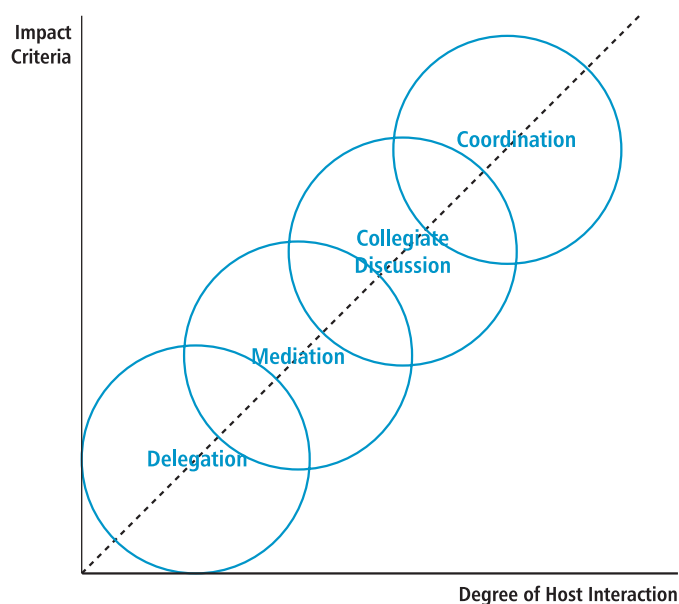 Impact
Criteria
Coordination
Collegiate
Discussion
Mediation
Delegation
Degree of Host Interaction